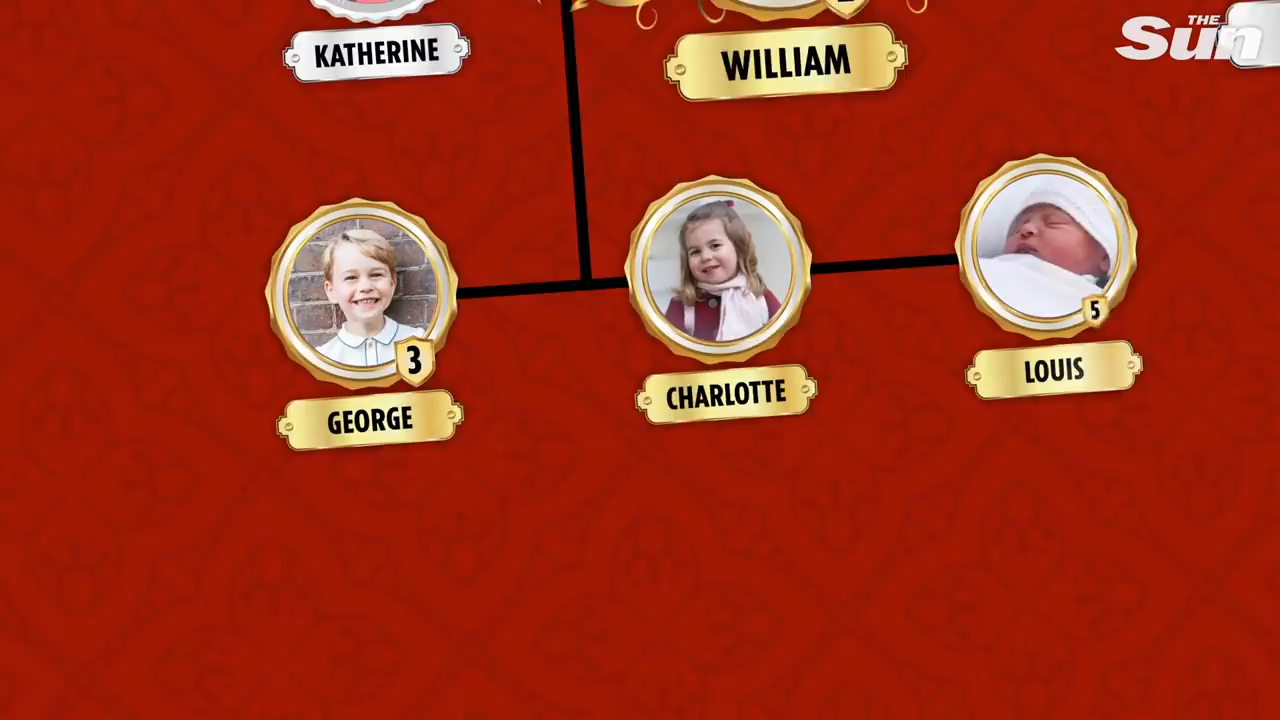 KATHERINE
WILLIAM
THE
Sun
3
5
GEORGE
CHARLOTTE
LOUIS